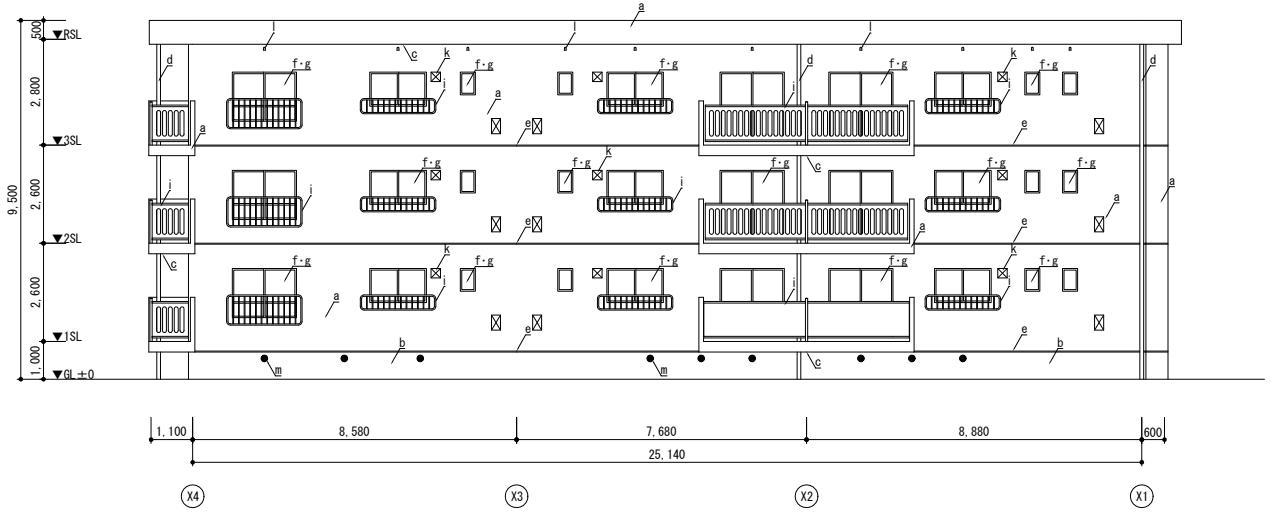 a
500
▼RSL
l
l
l
c
k
k
d
f・g
f・g
f・g
f・g
d
f・g
f・g
f・g
d
2,800
a
i
i
i
i
▼3SL
a
e
e
c
f・g
f・g
k
f・g
f・g
f・g
k
f・g
f・g
9,500
2,600
i
i
i
i
a
a
▼2SL
e
a
e
c
f・g
k
f・g
f・g
f・g
k
f・g
2,600
a
i
i
i
▼1SL
e
e
1,000
b
c
b
▼GL±0
m
m
1,100
8,580
7,680
8,880
600
25,140
X4
X3
X2
X1